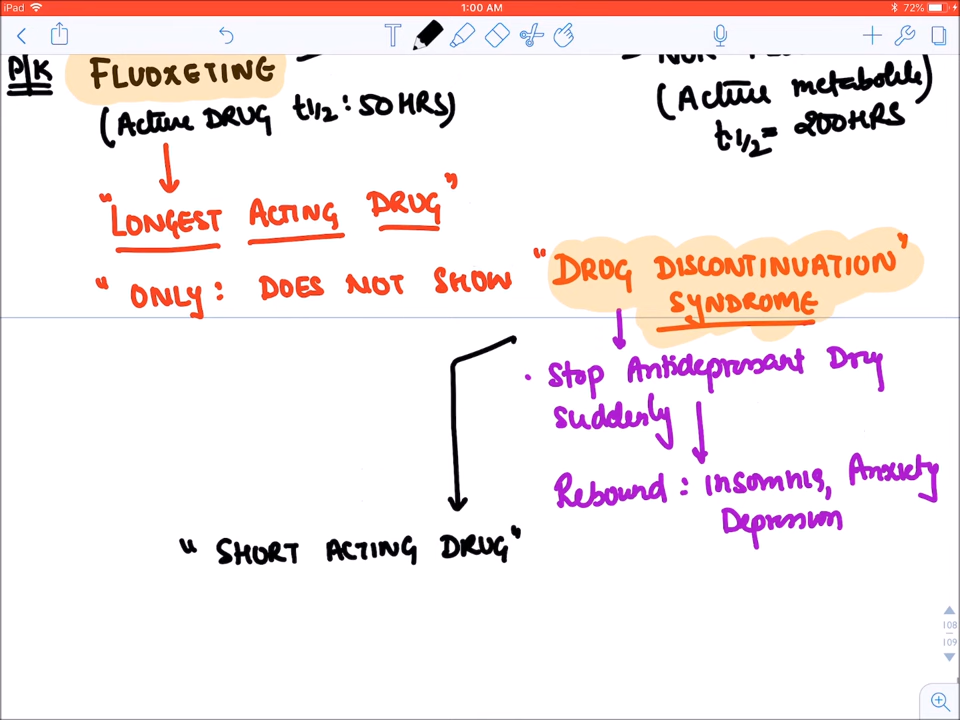 iPad 1:00 AM 72%
T
P/K FLUOXETING
(Active DRUG t1/2 : 50 HRS)
(Active metabolite)
t1/2 = 200 HRS
"LONGEST ACTING DRUG"
"ONLY : DOES NOT SHOW "DRUG DISCONTINUATION"
SYNDROME
• Stop Antidepressant Drug
Suddenly
Rebound : Insomnia, Anxiety
Depression
"SHORT ACTING DRUG"
108
109